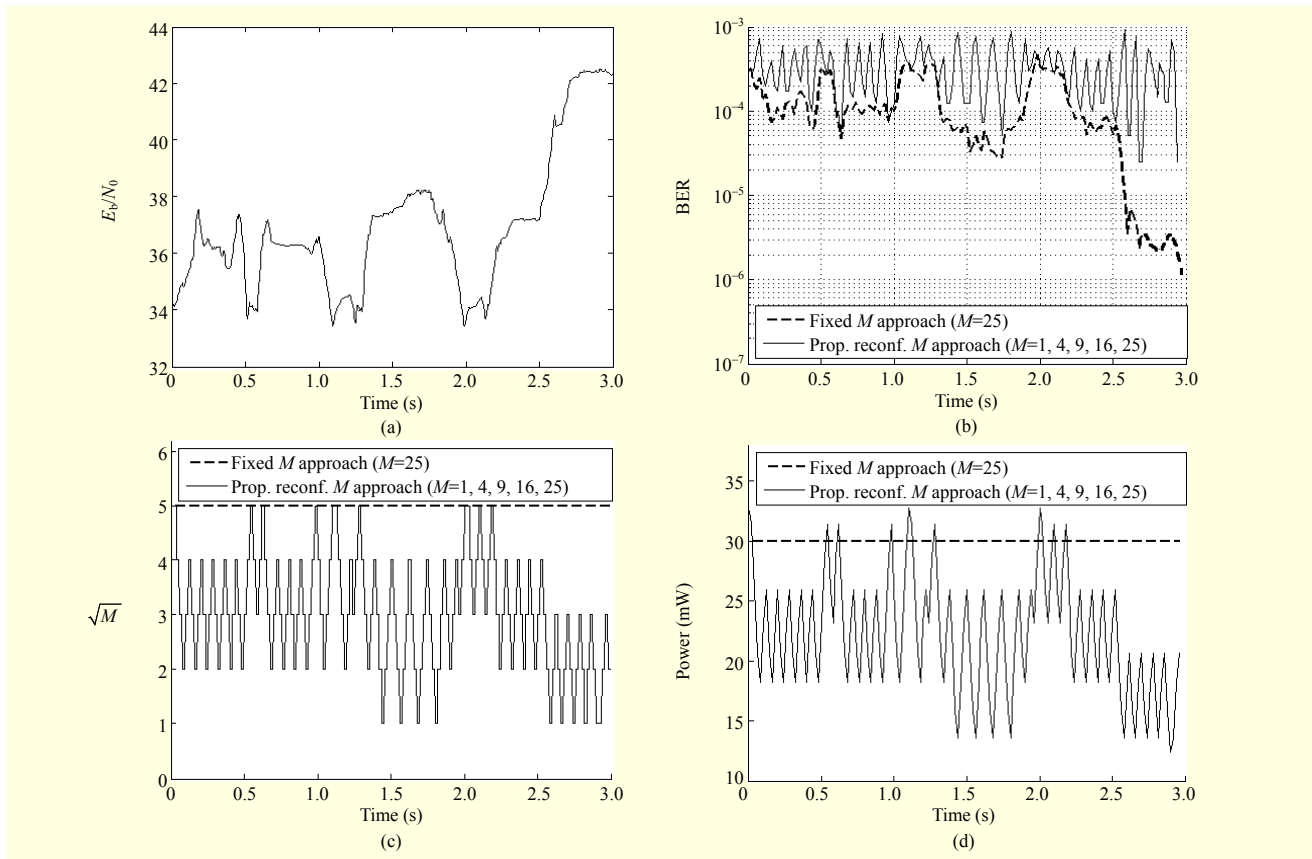 44
42
40
38
36
34
32
E_b/N_0
0 0.5 1.0 1.5 2.0 2.5 3.0
Time (s)
(a)
10^−3
10^−4
10^−5
10^−6
10^−7
BER
Fixed M approach (M=25)
Prop. reconf. M approach (M=1, 4, 9, 16, 25)
0 0.5 1.0 1.5 2.0 2.5 3.0
Time (s)
(b)
6
5
4
3
2
1
0
√M
Fixed M approach (M=25)
Prop. reconf. M approach (M=1, 4, 9, 16, 25)
0 0.5 1.0 1.5 2.0 2.5 3.0
Time (s)
(c)
35
30
25
20
15
10
Power (mW)
Fixed M approach (M=25)
Prop. reconf. M approach (M=1, 4, 9, 16, 25)
0 0.5 1.0 1.5 2.0 2.5 3.0
Time (s)
(d)